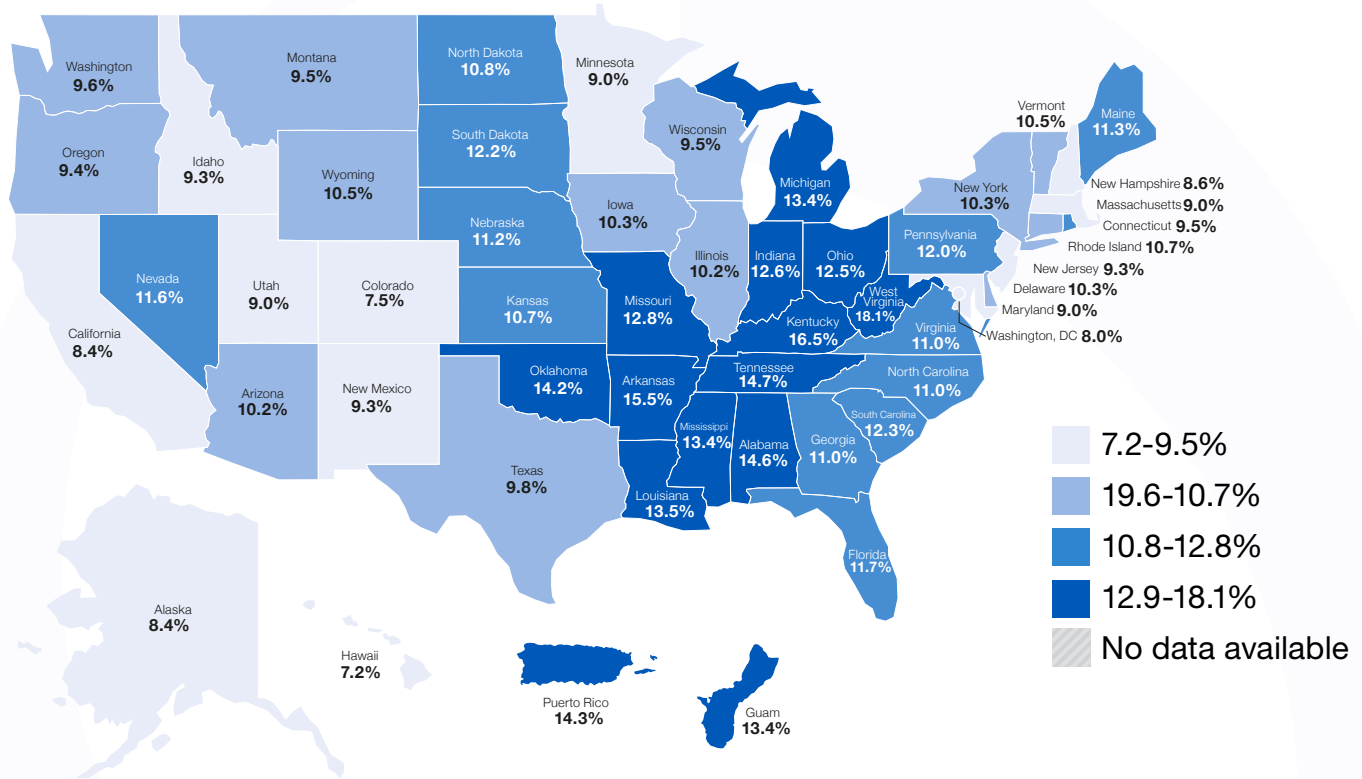 Washington
9.6%
Montana
9.5%
North Dakota
10.8%
Minnesota
9.0%
Oregon
9.4%
Idaho
9.3%
Wyoming
10.5%
South Dakota
12.2%
Wisconsin
9.5%
Michigan
13.4%
Vermont
10.5%
Maine
11.3%
New York
10.3%
New Hampshire 8.6%
Massachusetts 9.0%
Connecticut 9.5%
Rhode Island 10.7%
New Jersey 9.3%
Delaware 10.3%
Maryland 9.0%
Washington, DC 8.0%
Nevada
11.6%
Utah
9.0%
Colorado
7.5%
Nebraska
11.2%
Iowa
10.3%
Illinois
10.2%
Indiana
12.6%
Ohio
12.5%
Pennsylvania
12.0%
California
8.4%
Kansas
10.7%
Missouri
12.8%
Kentucky
16.5%
West
Virginia
18.1%
Virginia
11.0%
Arizona
10.2%
New Mexico
9.3%
Oklahoma
14.2%
Arkansas
15.5%
Tennessee
14.7%
North Carolina
11.0%
South Carolina
12.3%
Texas
9.8%
Louisiana
13.5%
Mississippi
13.4%
Alabama
14.6%
Georgia
11.0%
Florida
11.7%
Alaska
8.4%
Hawaii
7.2%
Puerto Rico
14.3%
Guam
13.4%
7.2-9.5%
19.6-10.7%
10.8-12.8%
12.9-18.1%
No data available